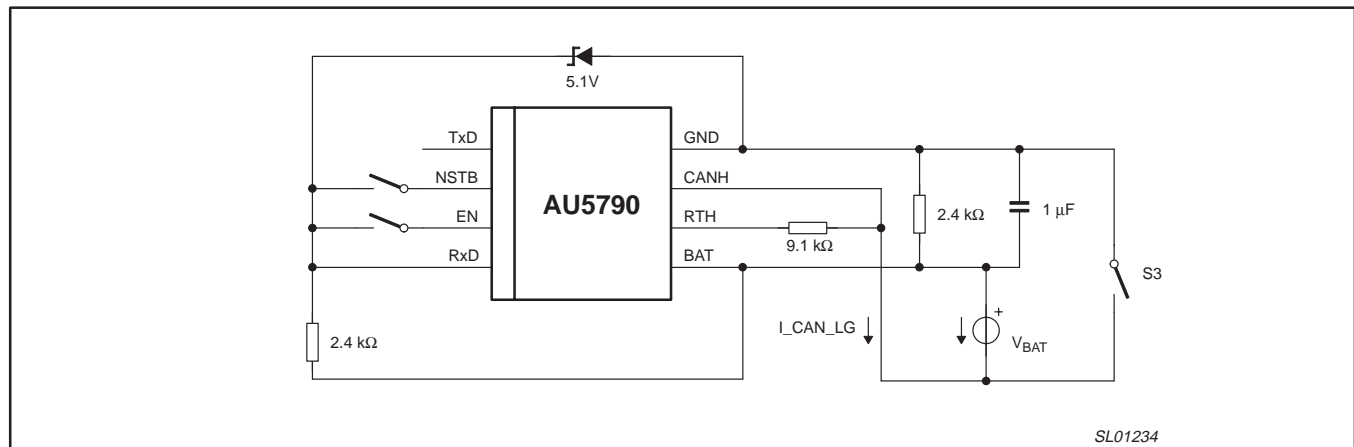 5.1V
TxD
GND
NSTB
CANH
AU5790
EN
RTH
2.4 kΩ
1 µF
9.1 kΩ
RxD
BAT
S3
I_CAN_LG
+
V_BAT
2.4 kΩ
SL01234